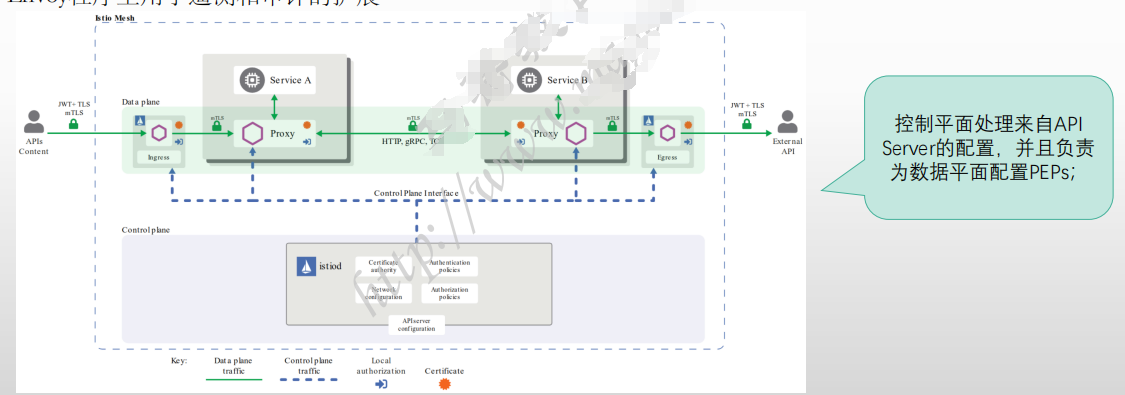 Istio Mesh
Service A
Service B
JWT+ TLS
mTLS
Data plane
mTLS
mTLS
mTLS
JWT + TLS
mTLS
Proxy
Proxy
HTTP, gRPC,
APIs
Content
Ingress
Egress
External
API
控制平面处理来自API
Server的配置，并且负责
为数据平面配置PEPs；
Control Plane Interface
Control plane
istiod
Certificate
authority
Authentication
policies
Network
configuration
Authorization
policies
API server
configuration
Key:
Data plane
traffic
Control plane
traffic
Local
authorization
Certificate
http://www.